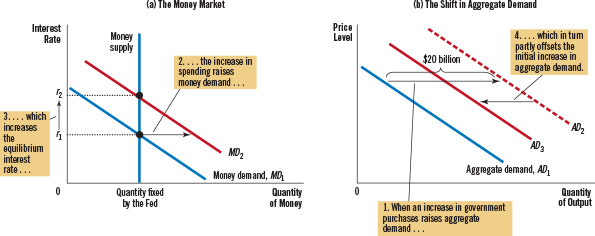 (a) The Money Market
Interest
Rate
Money
supply
2. . . . the increase in
spending raises
money demand . . .
r2
3. . . . which
increases
the
equilibrium
interest
rate . . .
r1
MD2
Money demand, MD1
0
Quantity fixed
by the Fed
Quantity
of Money
(b) The Shift in Aggregate Demand
Price
Level
4. . . . which in turn
partly offsets the
initial increase in
aggregate demand.
$20 billion
AD2
AD3
Aggregate demand, AD1
0
Quantity
of Output
1. When an increase in government
purchases raises aggregate
demand . . .